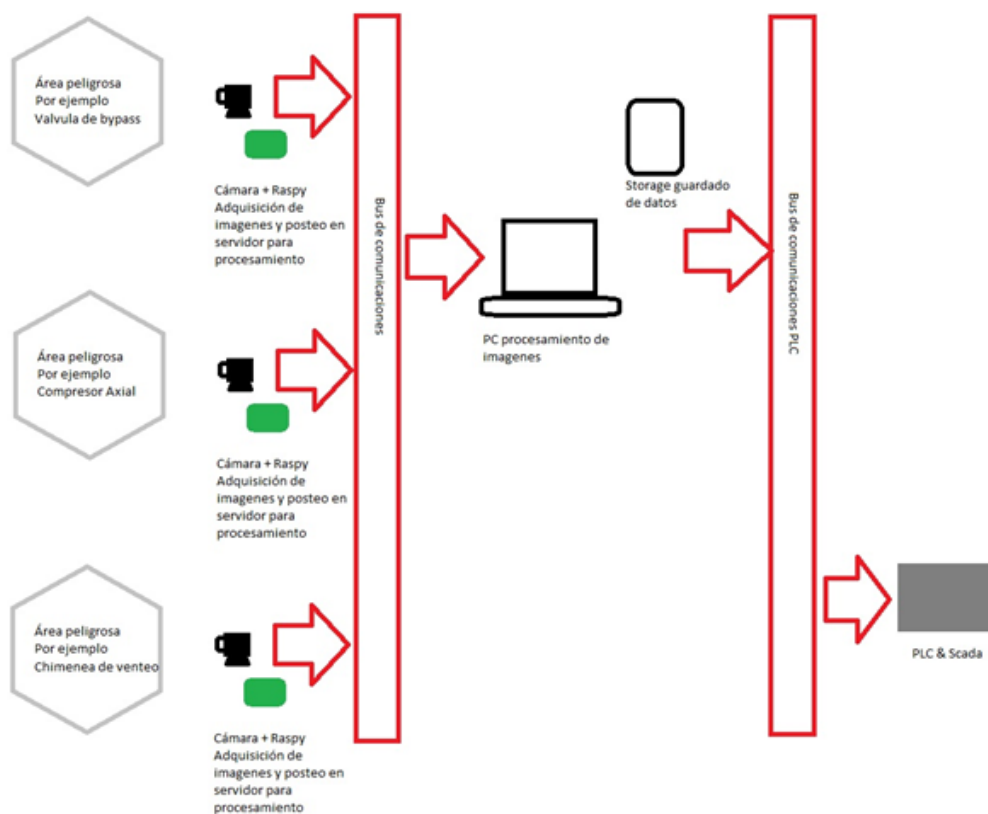 Área peligrosa
Por ejemplo
Valvula de bypass
Cámara + Raspy
Adquisición de
imagenes y posteo en
servidor para
procesamiento
Área peligrosa
Por ejemplo
Compresor Axial
Cámara + Raspy
Adquisición de
imagenes y posteo en
servidor para
procesamiento
Área peligrosa
Por ejemplo
Chimenea de venteo
Cámara + Raspy
Adquisición de
imagenes y posteo en
servidor para
procesamiento
Bus de comunicaciones
PC procesamiento de
imagenes
Storage guardado
de datos
Bus de comunicaciones PLC
PLC & Scada